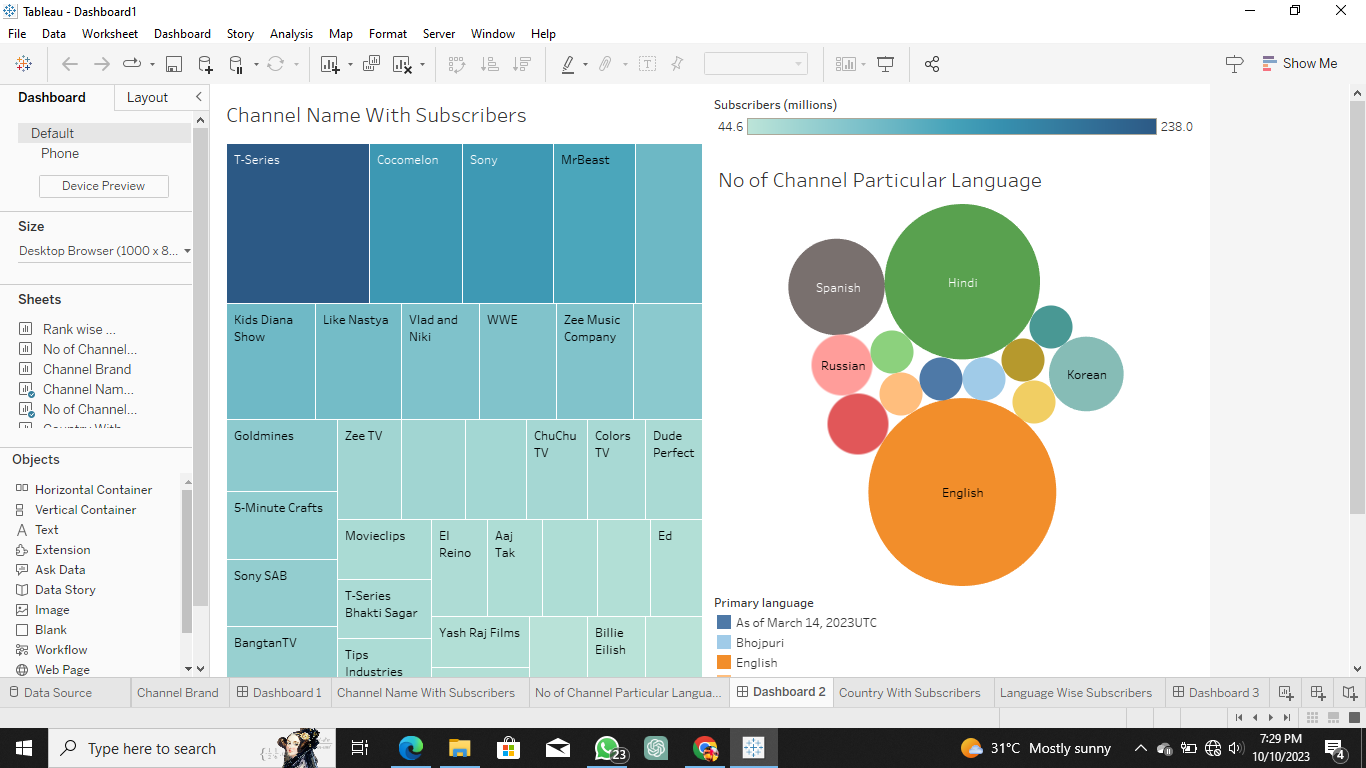 Tableau - Dashboard1
File Data Worksheet Dashboard Story Analysis Map Format Server Window Help
Show Me
Dashboard
Layout
Default
Phone
Device Preview
Size
Desktop Browser (1000 x 8...
Sheets
Rank wise ...
No of Channel...
Channel Brand
Channel Nam...
No of Channel...
Country With
Objects
Horizontal Container
Vertical Container
Text
Extension
Ask Data
Data Story
Image
Blank
Workflow
Web Page
Channel Name With Subscribers
T-Series
Cocomelon
Sony
MrBeast
Kids Diana
Show
Like Nastya
Vlad and
Niki
WWE
Zee Music
Company
Goldmines
Zee TV
ChuChu
TV
Colors
TV
Dude
Perfect
5-Minute Crafts
Movieclips
El
Reino
Aaj
Tak
Ed
Sony SAB
T-Series
Bhakti Sagar
BangtanTV
Yash Raj Films
Billie
Eilish
Tips
Industries
Subscribers (millions)
44.6 238.0
No of Channel Particular Language
Spanish
Hindi
Russian
Korean
English
Primary language
As of March 14, 2023UTC
Bhojpuri
English
Data Source
Channel Brand
Dashboard 1
Channel Name With Subscribers
No of Channel Particular Langua...
Dashboard 2
Country With Subscribers
Language Wise Subscribers
Dashboard 3
Type here to search
23
31°C Mostly sunny
7:29 PM
10/10/2023
4